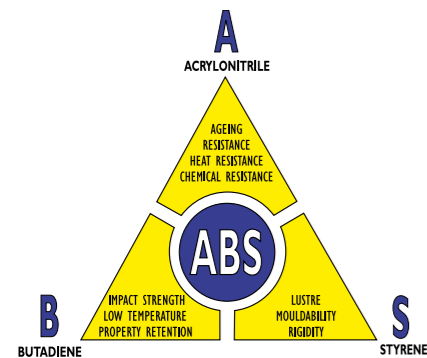 A
ACRYLONITRILE
AGEING
RESISTANCE
HEAT RESISTANCE
CHEMICAL RESISTANCE
ABS
B
BUTADIENE
IMPACT STRENGTH
LOW TEMPERATURE
PROPERTY RETENTION
LUSTRE
MOULDABILITY
RIGIDITY
S
STYRENE